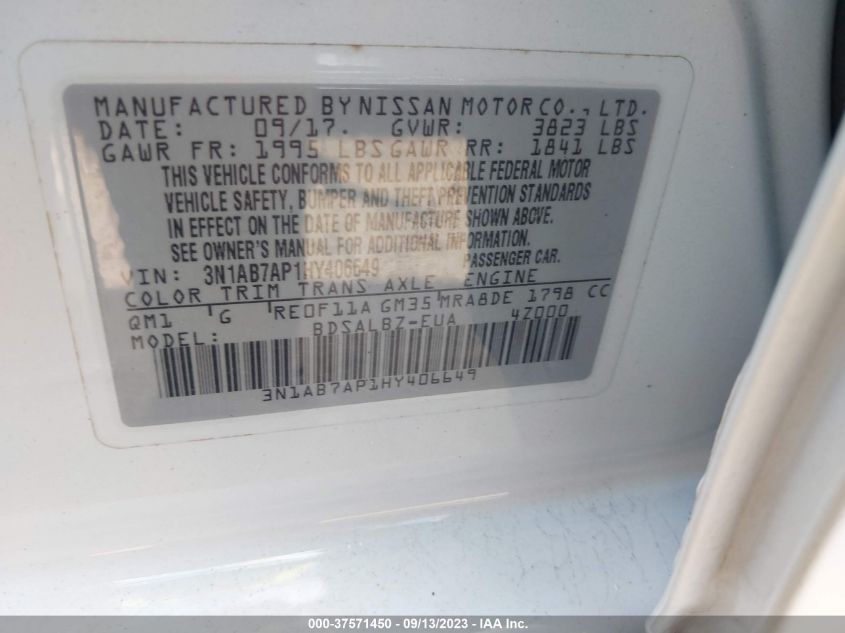 MANUFACTURED BY NISSAN MOTOR CO., LTD.
DATE: 09/17. GVWR: 3823 LBS
GAWR FR: 1995 LBS GAWR RR: 1841 LBS
THIS VEHICLE CONFORMS TO ALL APPLICABLE FEDERAL MOTOR
VEHICLE SAFETY, BUMPER AND THEFT PREVENTION STANDARDS
IN EFFECT ON THE DATE OF MANUFACTURE SHOWN ABOVE.
SEE OWNER'S MANUAL FOR ADDITIONAL INFORMATION.
VIN: 3N1AB7AP1HY406649 PASSENGER CAR.
COLOR TRIM TRANS AXLE ENGINE
QM1 G RE0F11A GM35 MRA8DE 1798 CC
MODEL: BDSALBZ-EUA 4Z000
3N1AB7AP1HY406649
000-37571450 - 09/13/2023 - IAA Inc.